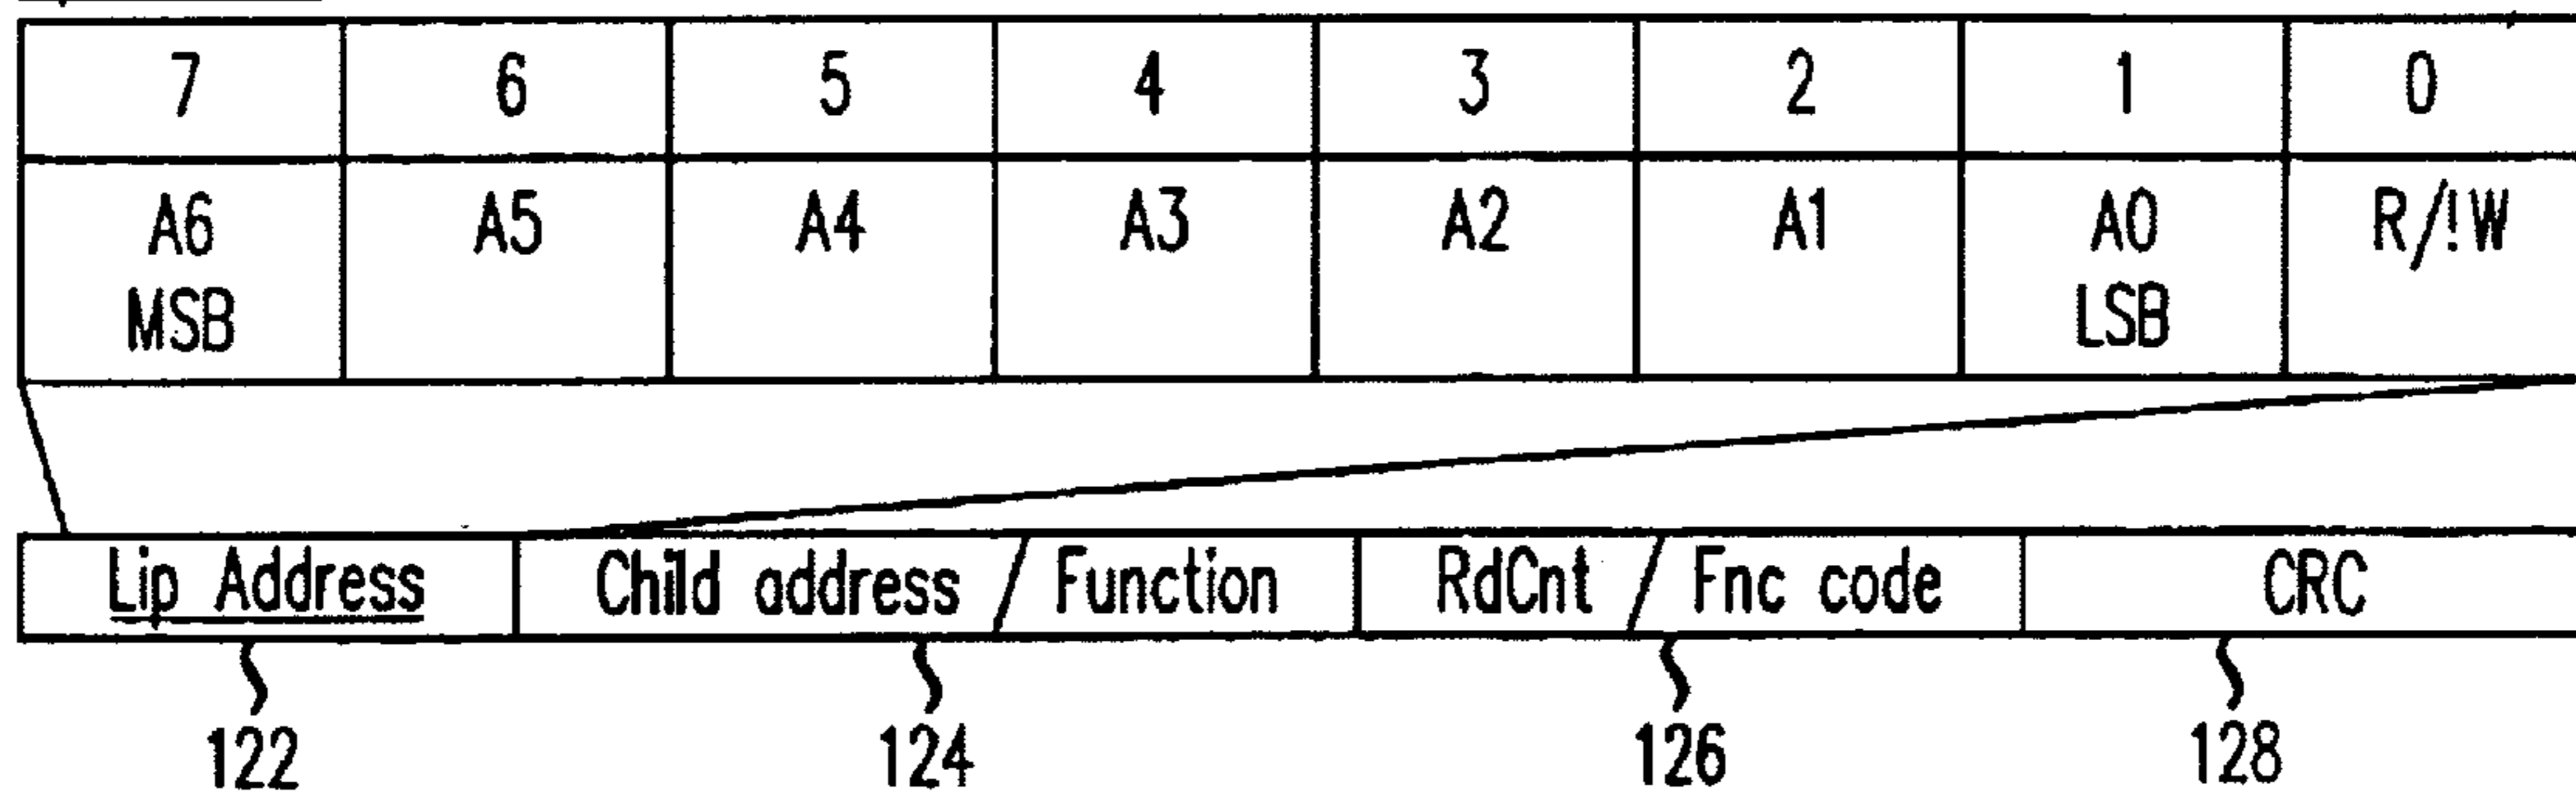 7 6 5 4 3 2 1 0
A6 A5 A4 A3 A2 A1 A0 R/!W
MSB LSB
Lip Address Child address / Function RdCnt / Fnc code CRC
122 124 126 128